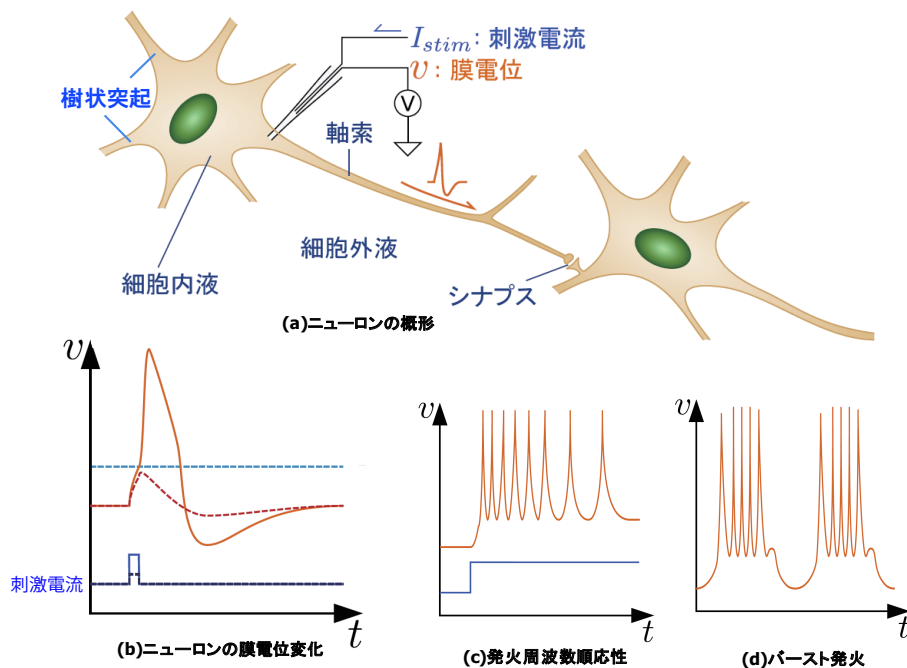 I_stim: 刺激電流
v: 膜電位
樹状突起
V
軸索
細胞外液
細胞内液
シナプス
(a)ニューロンの概形
v
刺激電流
t
(b)ニューロンの膜電位変化
v
t
(c)発火周波数順応性
v
t
(d)バースト発火